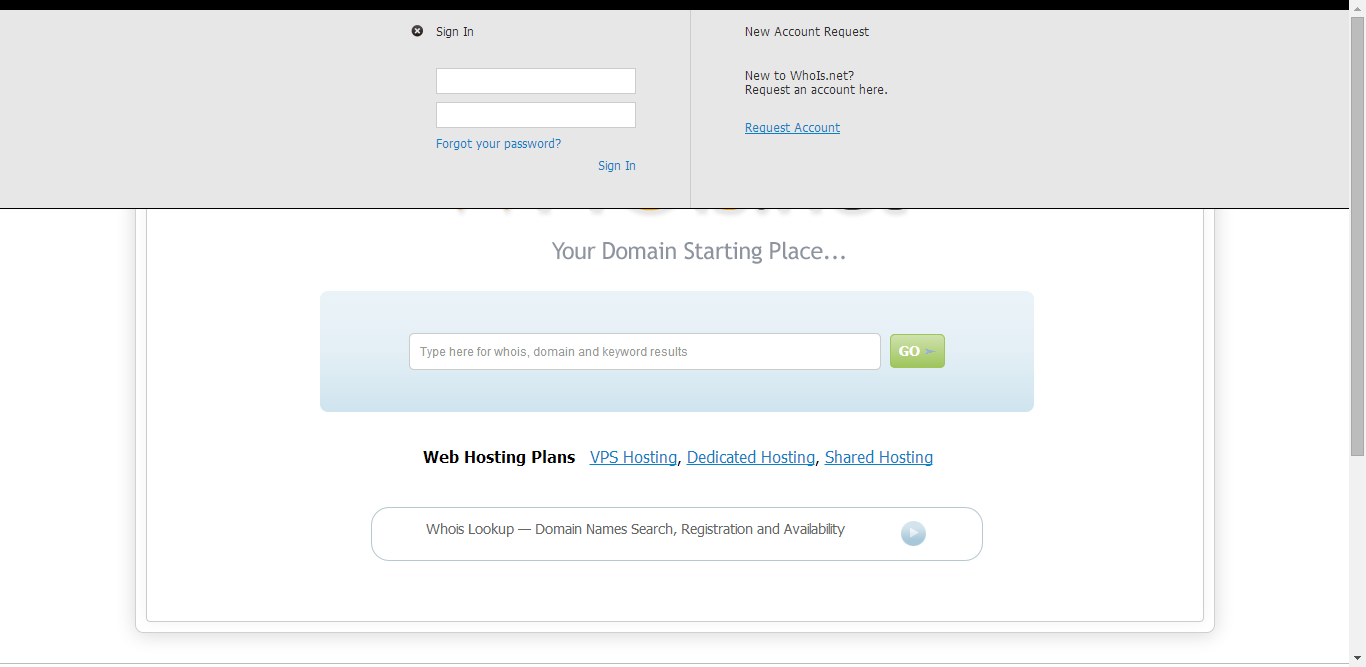 Sign In
Forgot your password?
Sign In
New Account Request
New to WhoIs.net?
Request an account here.
Request Account
Your Domain Starting Place...
Type here for whois, domain and keyword results
GO
Web Hosting Plans VPS Hosting, Dedicated Hosting, Shared Hosting
Whois Lookup — Domain Names Search, Registration and Availability